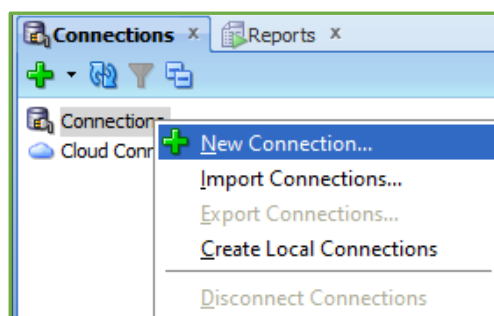 Connections x Reports x
Connections
Cloud Conn
New Connection...
Import Connections...
Export Connections...
Create Local Connections
Disconnect Connections